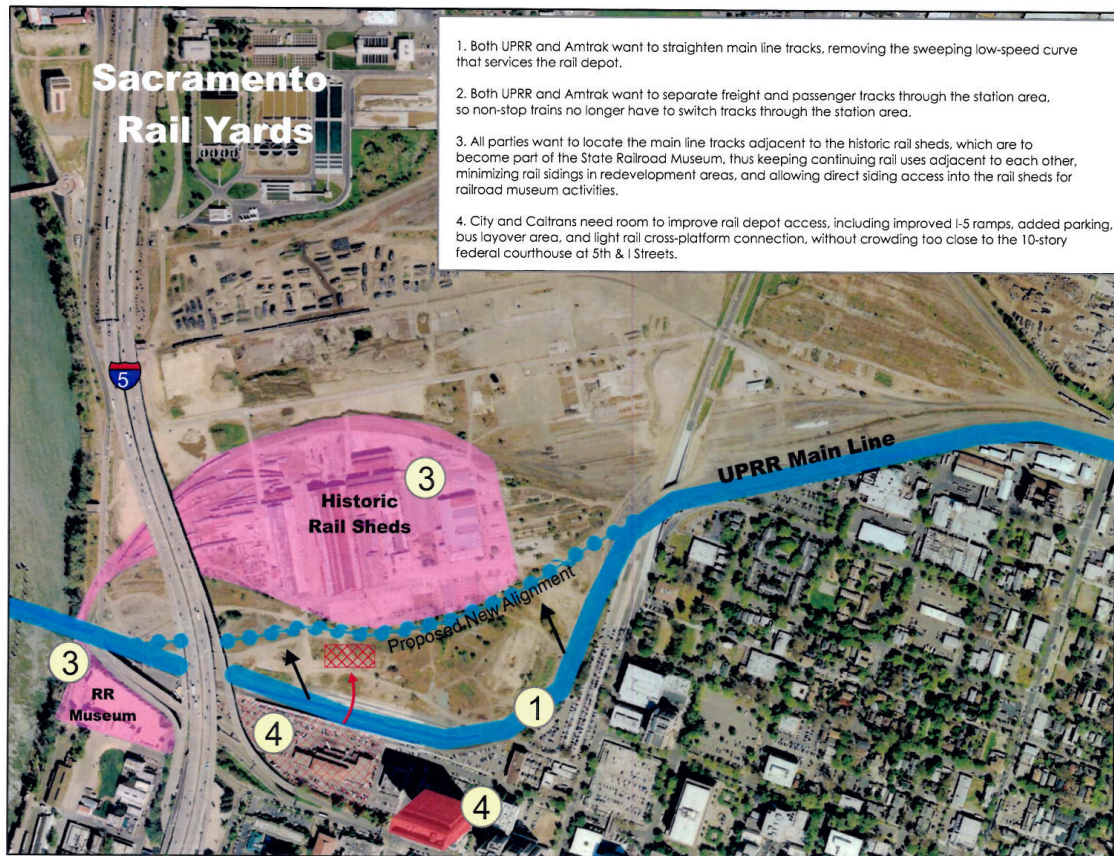 Sacramento
Rail Yards
1. Both UPRR and Amtrak want to straighten main line tracks, removing the sweeping low-speed curve
that services the rail depot.
2. Both UPRR and Amtrak want to separate freight and passenger tracks through the station area,
so non-stop trains no longer have to switch tracks through the station area.
3. All parties want to locate the main line tracks adjacent to the historic rail sheds, which are to
become part of the State Railroad Museum, thus keeping continuing rail uses adjacent to each other,
minimizing rail sidings in redevelopment areas, and allowing direct siding access into the rail sheds for
railroad museum activities.
4. City and Caltrans need room to improve rail depot access, including improved I-5 ramps, added parking,
bus layover area, and light rail cross-platform connection, without crowding too close to the 10-story
federal courthouse at 5th & I Streets.
5
UPRR Main Line
3
Historic
Rail Sheds
Proposed New Alignment
3
RR
Museum
1
4
4